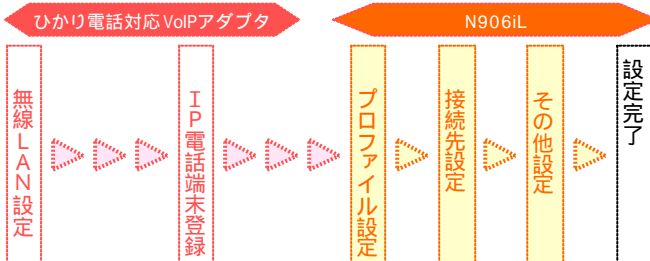 ひかり電話対応VoIPアダプタ
N906iL
無線LAN設定
IP電話端末登録
プロファイル設定
接続先設定
その他設定
設定完了